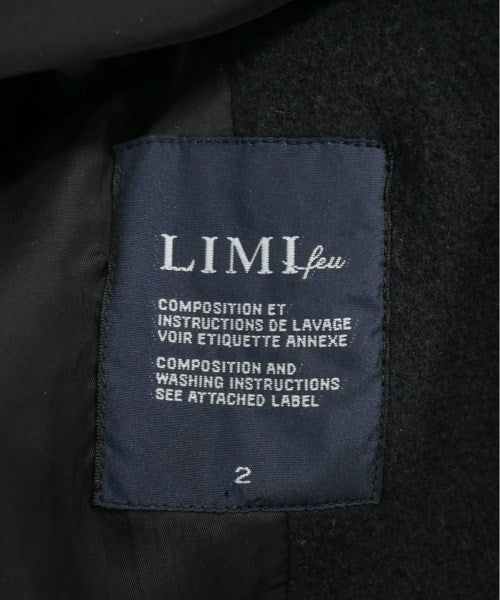 LIMI feu
COMPOSITION ET
INSTRUCTIONS DE LAVAGE
VOIR ETIQUETTE ANNEXE
COMPOSITION AND
WASHING INSTRUCTIONS
SEE ATTACHED LABEL
2